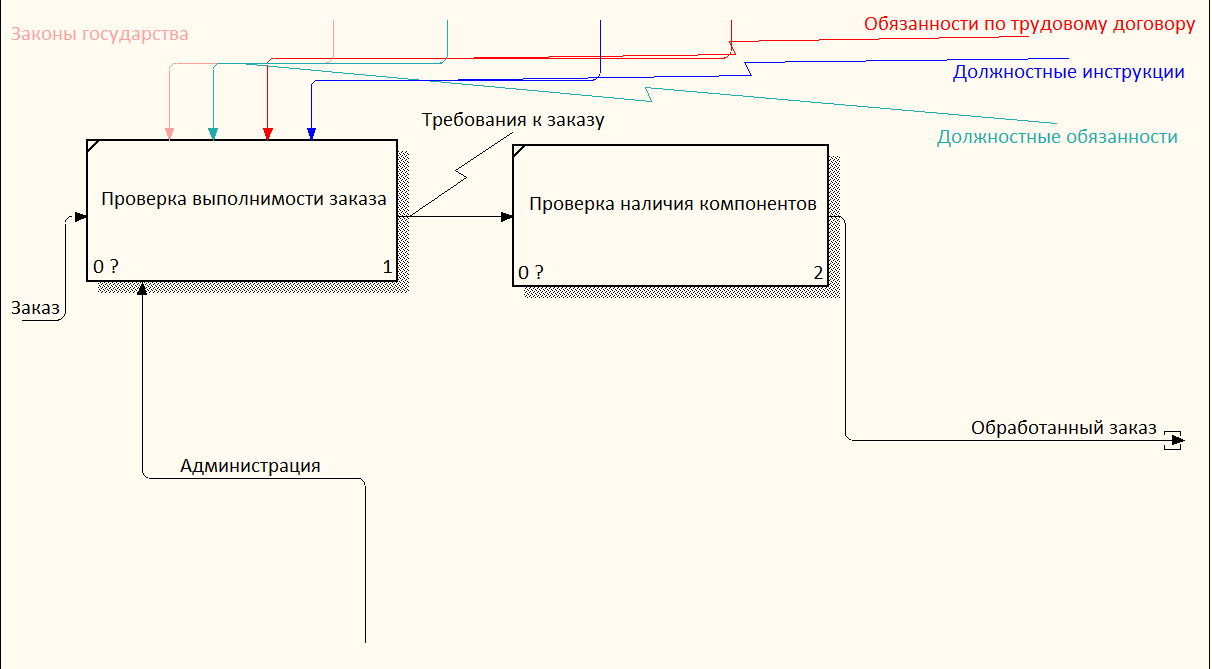 Законы государства
Обязанности по трудовому договору
Должностные инструкции
Требования к заказу
Должностные обязанности
Проверка выполнимости заказа
Проверка наличия компонентов
0 ?
1
0 ?
2
Заказ
Обработанный заказ
Администрация